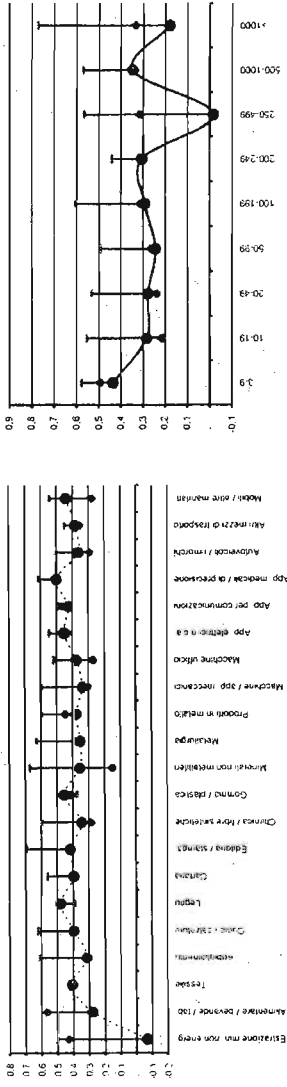 0.9
0.8
0.7
0.6
0.5
0.4
0.3
0.2
0.1
-0.1
3-9
10-19
20-49
50-99
100-199
200-249
250-499
500-1000
>1000
0.8
0.7
0.6
0.5
0.4
0.3
0.2
0.1
-0.1
-0.2
Estrazione min non energ
Alimentare / bevande / tab
Tessile
Legno
Cartaria
Editoria / stampa
Chimica / fibre sintetiche
Gomma / plastica
Minerali non metalliferi
Metallurgia
Prodotti in metallo
Macchine / app meccanici
Macchine ufficio
App elettrici n c a
App per comunicazioni
App medicali di precisione
Autoveicoli / rimorchi
Altri mezzi di trasporto
Mobili / altre manifatt